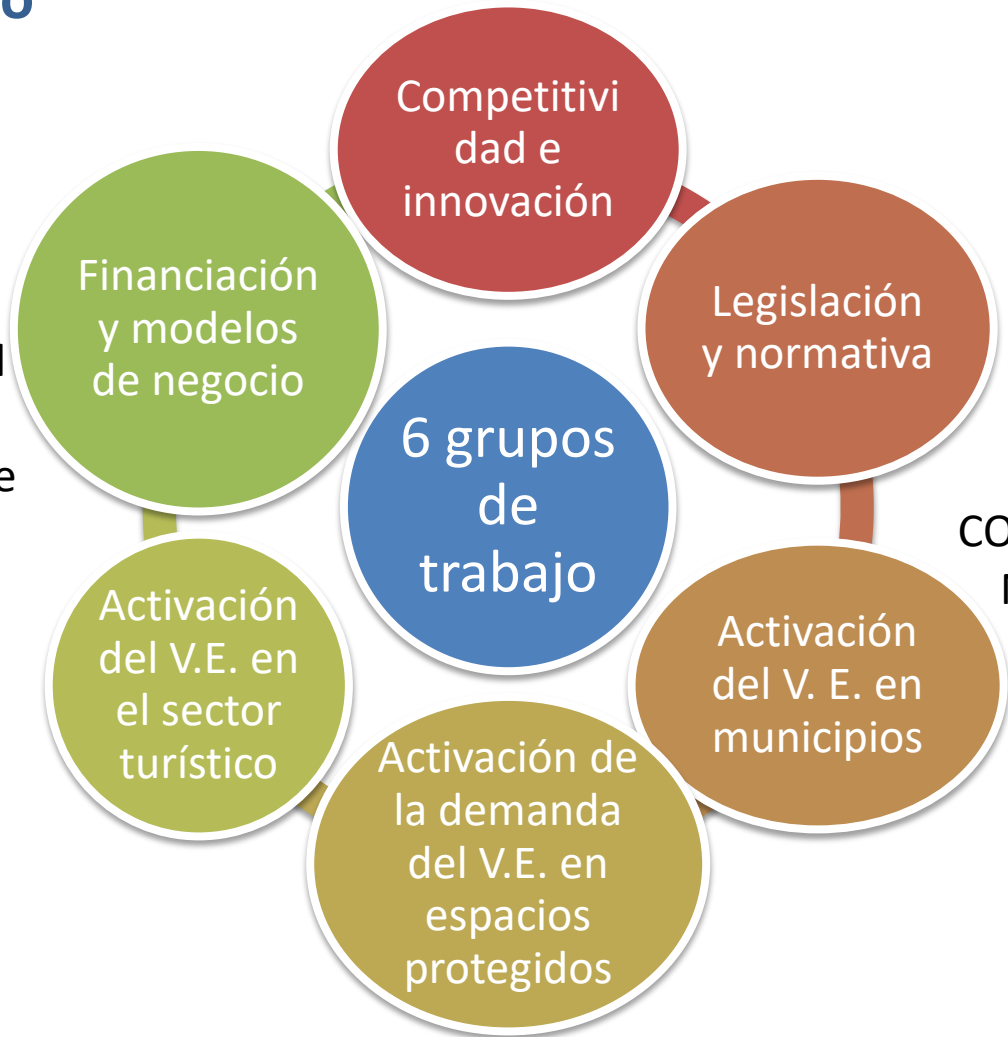 Competitivi
dad e
innovación
Legislación
y normativa
Activación
del V. E. en
municipios
Activación de
la demanda
del V.E. en
espacios
protegidos
Activación
del V.E. en
el sector
turístico
Financiación
y modelos
de negocio
6 grupos
de
trabajo